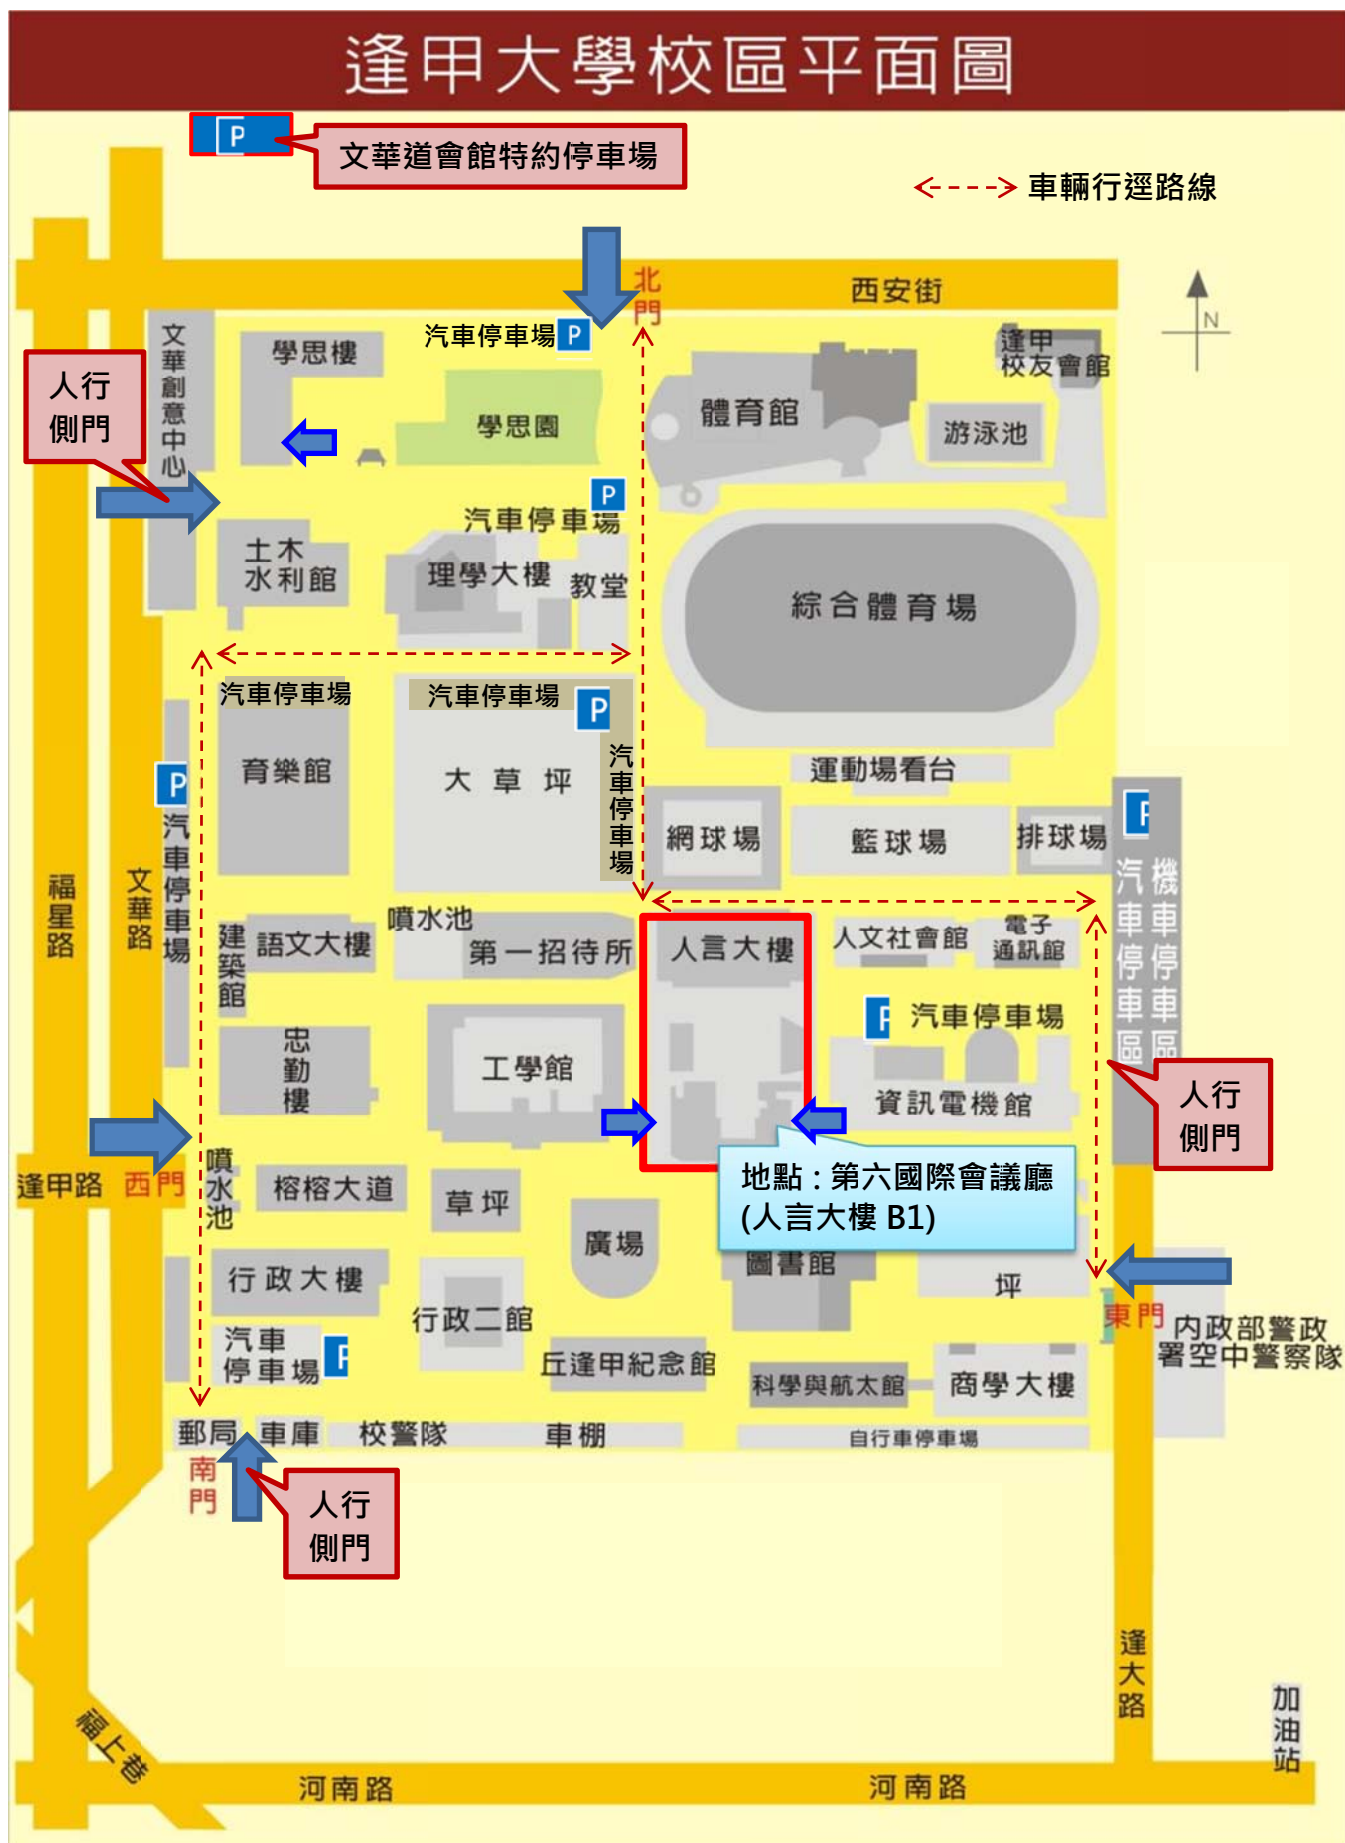 逢甲大學校區平面圖
P
文華道會館特約停車場
車輛行逕路線
北門
西安街
N
文華創意中心
學思樓
汽車停車場 P
逢甲
校友會館
人行
側門
學思園
體育館
游泳池
P
汽車停車場
土木
水利館
理學大樓
教堂
綜合體育場
汽車停車場
汽車停車場
P
汽車停車場
育樂館
大草坪
運動場看台
P
汽車停車場
網球場
籃球場
排球場
P
汽車停車區
機車停車區
福星路
文華路
建築館
語文大樓
噴水池
第一招待所
人言大樓
人文社會館
電子
通訊館
P
汽車停車場
忠勤樓
工學館
資訊電機館
人行
側門
逢甲路
西門
噴水池
榕榕大道
草坪
廣場
地點 : 第六國際會議廳
(人言大樓 B1)
圖書館
坪
行政大樓
行政二館
東門
內政部警政
署空中警察隊
汽車
停車場
P
丘逢甲紀念館
科學與航太館
商學大樓
郵局
車庫
校警隊
車棚
自行車停車場
南門
人行
側門
逢大路
加油站
福上巷
河南路
河南路